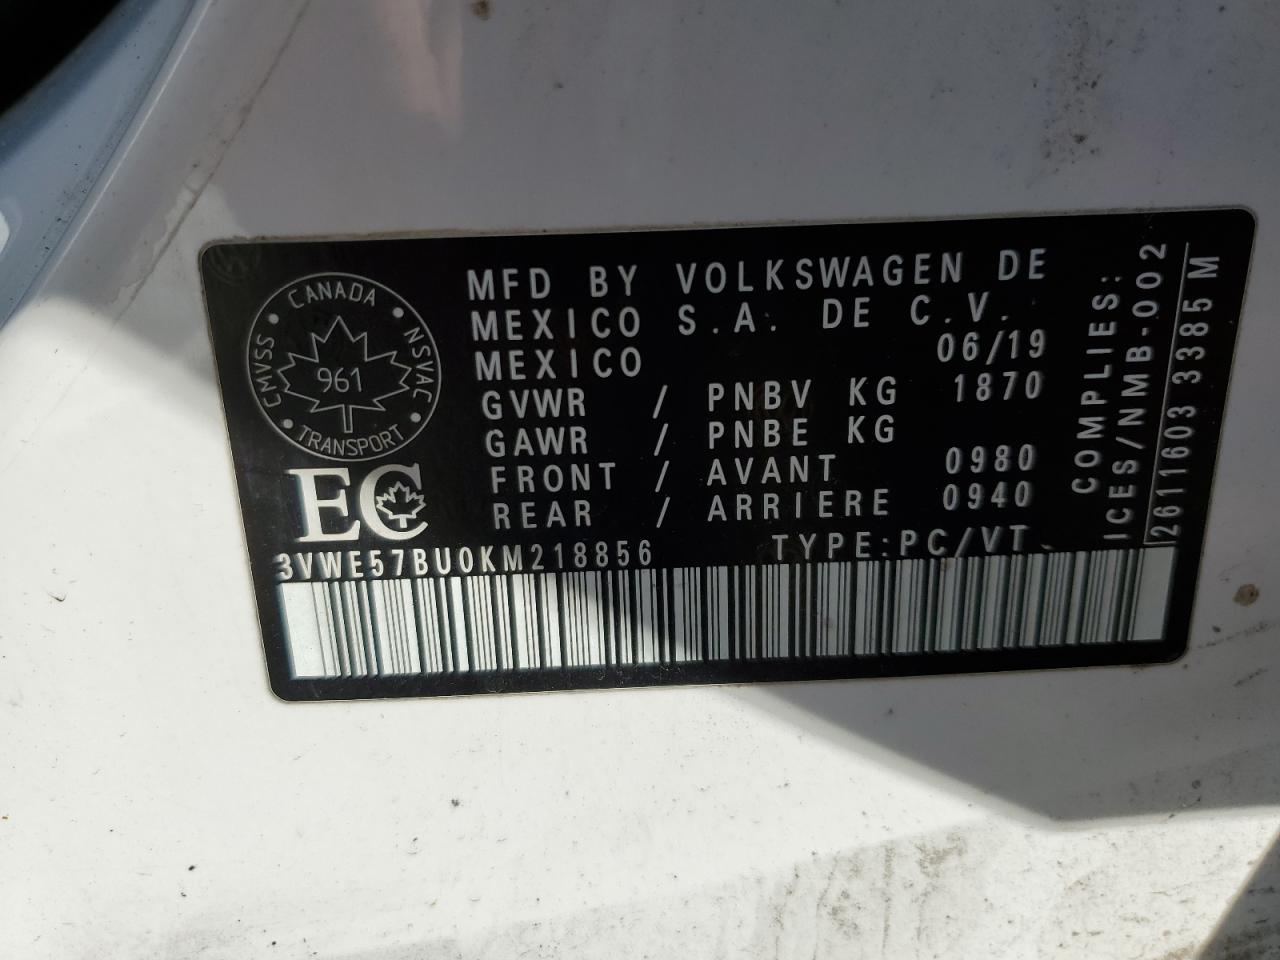 CANADA
CMVSS
NSVAC
961
TRANSPORT
EC
MFD BY VOLKSWAGEN DE
MEXICO S.A. DE C.V.
MEXICO 06/19
GVWR / PNBV KG 1870
GAWR / PNBE KG
FRONT / AVANT 0980
REAR / ARRIERE 0940
3VWE57BU0KM218856 TYPE:PC/VT
COMPLIES:
ICES/NMB-002
2611603 3385 M